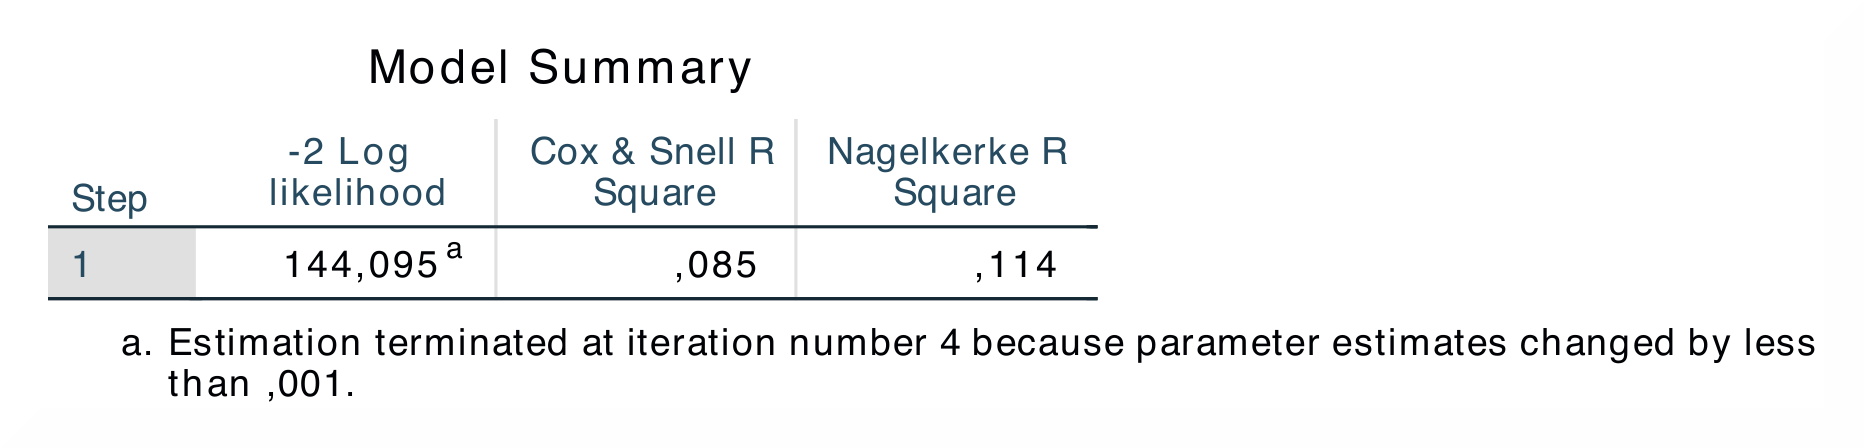 Model Summary
Step -2 Log likelihood Cox & Snell R Square Nagelkerke R Square
1 144,095 a ,085 ,114
a. Estimation terminated at iteration number 4 because parameter estimates changed by less
than ,001.